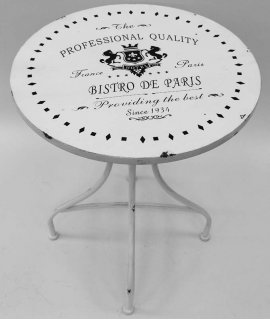 The
PROFESSIONAL QUALITY
France Paris
BISTRO DE PARIS
Providing the best
Since 1934